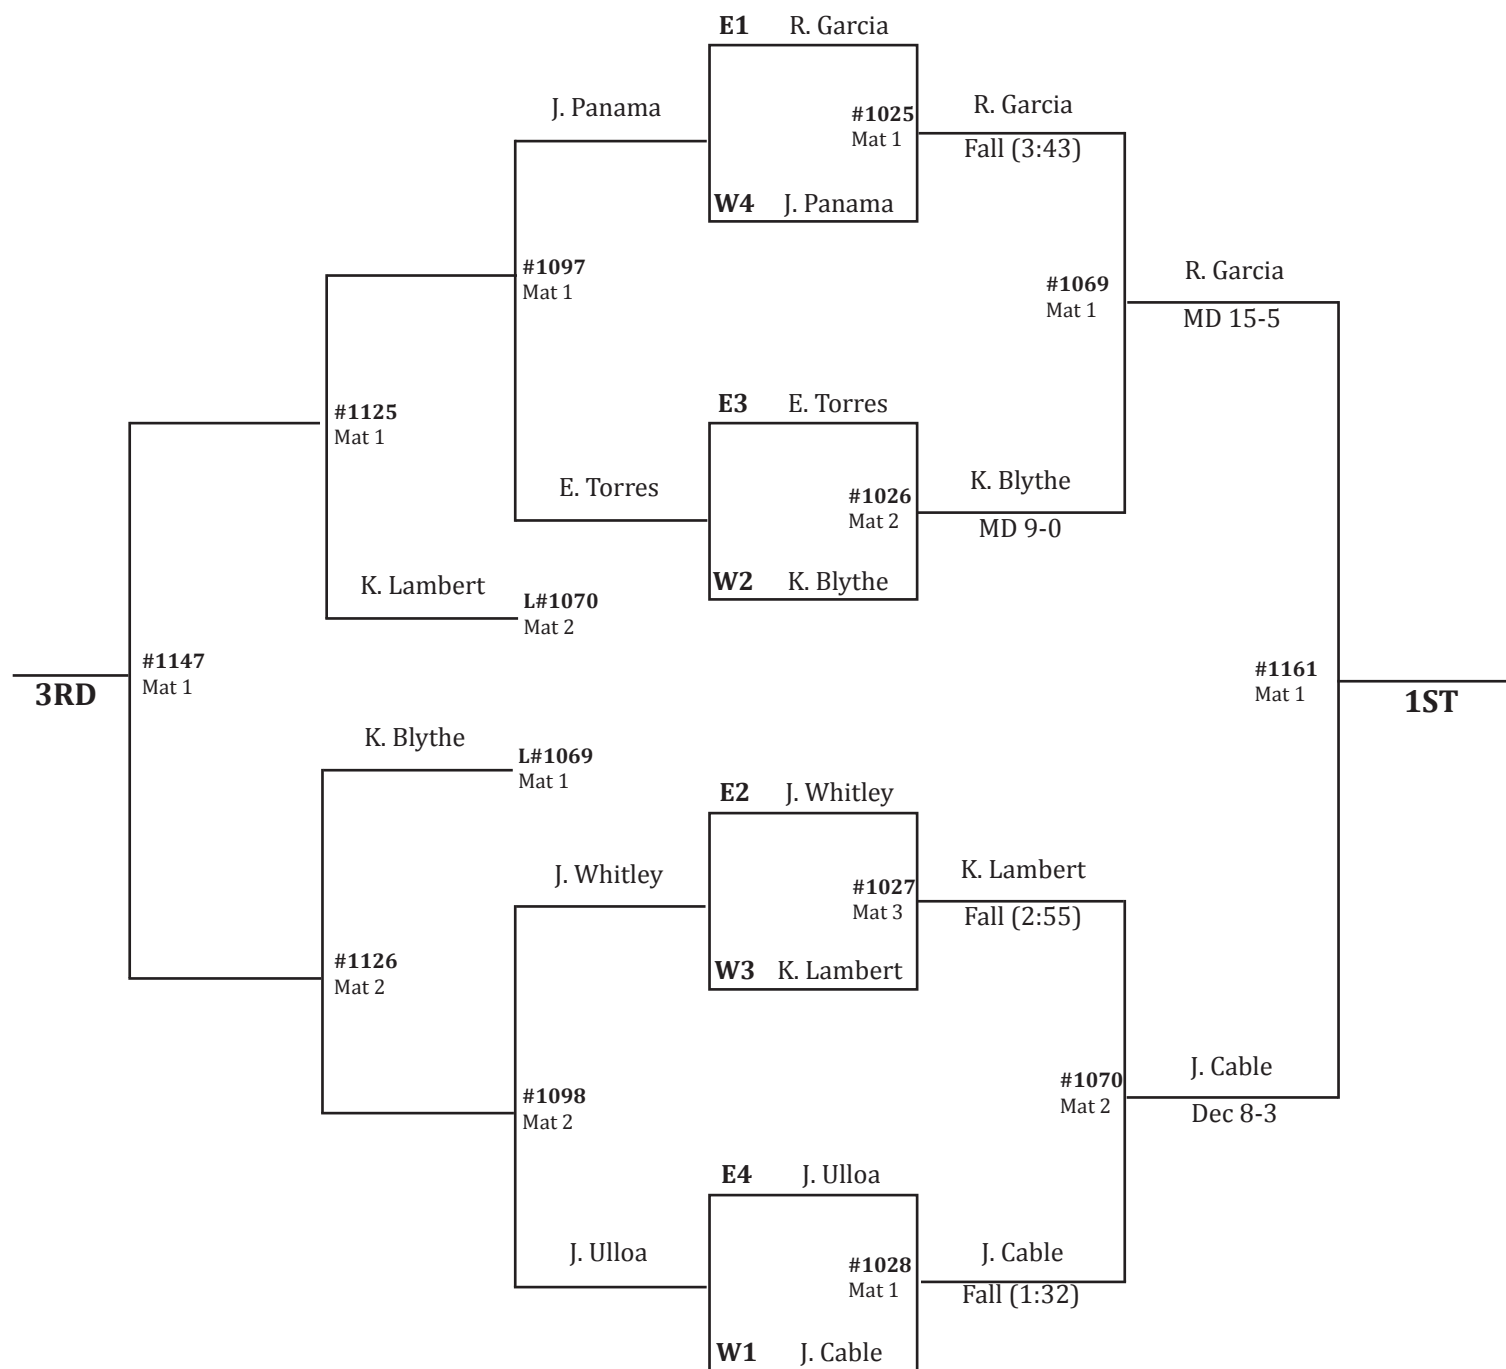 E1 R. Garcia
J. Panama
#1025
Mat 1
R. Garcia
Fall (3:43)
W4 J. Panama
#1097
Mat 1
#1069
Mat 1
R. Garcia
MD 15-5
#1125
Mat 1
E3 E. Torres
E. Torres
#1026
Mat 2
K. Blythe
MD 9-0
W2 K. Blythe
K. Lambert
L#1070
Mat 2
3RD
#1147
Mat 1
#1161
Mat 1
1ST
K. Blythe
L#1069
Mat 1
E2 J. Whitley
J. Whitley
#1027
Mat 3
K. Lambert
Fall (2:55)
W3 K. Lambert
#1126
Mat 2
#1098
Mat 2
#1070
Mat 2
J. Cable
Dec 8-3
E4 J. Ulloa
J. Ulloa
#1028
Mat 1
J. Cable
Fall (1:32)
W1 J. Cable